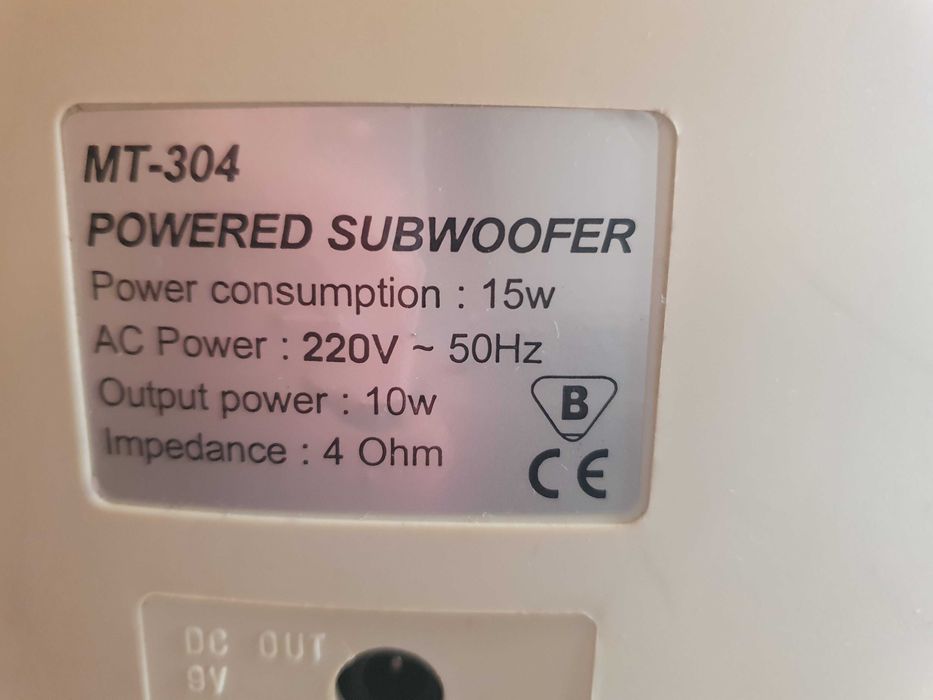 MT-304
POWERED SUBWOOFER
Power consumption : 15w
AC Power : 220V ~ 50Hz
Output power : 10w
Impedance : 4 Ohm
B
CE
DC OUT
9V